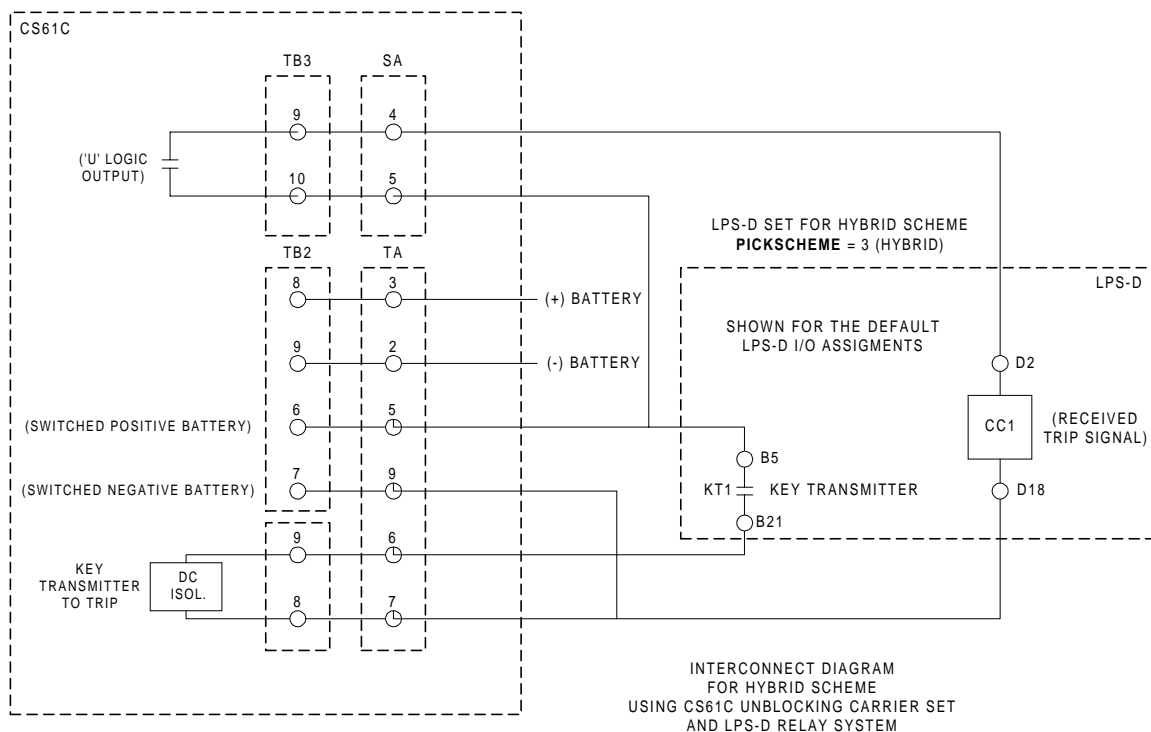 CS61C
TB3 SA
9 4
('U' LOGIC
OUTPUT)
10 5
LPS-D SET FOR HYBRID SCHEME
PICKSCHEME = 3 (HYBRID)
TB2 TA
LPS-D
8 3
(+) BATTERY
SHOWN FOR THE DEFAULT
LPS-D I/O ASSIGMENTS
9 2
(-) BATTERY
D2
6 5
(SWITCHED POSITIVE BATTERY)
CC1
(RECEIVED
TRIP SIGNAL)
B5
7 9
(SWITCHED NEGATIVE BATTERY)
KT1
KEY TRANSMITTER
D18
B21
9 6
KEY
TRANSMITTER
TO TRIP
DC
ISOL.
8 7
INTERCONNECT DIAGRAM
FOR HYBRID SCHEME
USING CS61C UNBLOCKING CARRIER SET
AND LPS-D RELAY SYSTEM